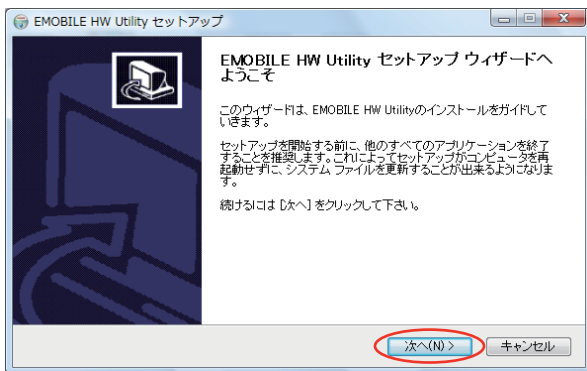 EMOBILE HW Utility セットアップ
EMOBILE HW Utility セットアップ ウィザードへ
ようこそ
このウィザードは、EMOBILE HW Utilityのインストールをガイドして
いきます。
セットアップを開始する前に、他のすべてのアプリケーションを終了
することを推奨します。これによってセットアップがコンピュータを再
起動せずに、システム ファイルを更新することが出来るようになりま
す。
続けるには [次へ] をクリックして下さい。
次へ(N) >
キャンセル